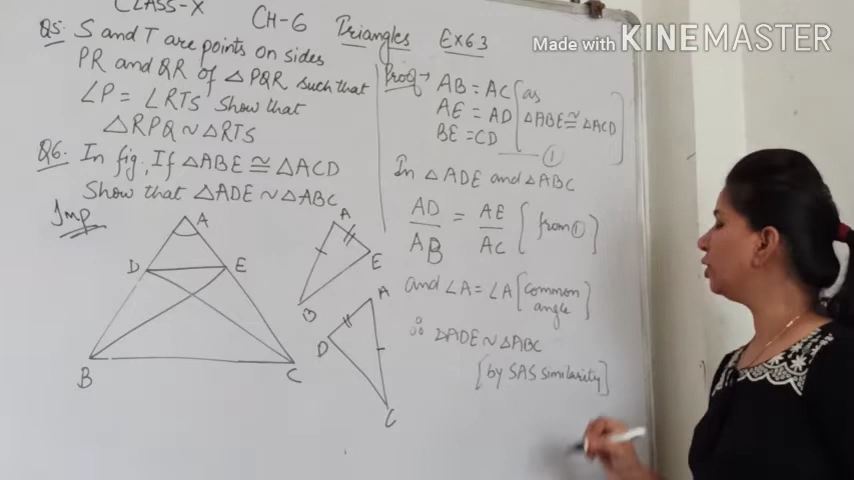 CLASS-X CH-6 Triangles EX 6.3
Q5. S and T are points on sides
PR and QR of △PQR such that
∠P = ∠RTS Show that
△RPQ ~ △RTS
Q6. In fig, If △ABE ≅ △ACD
Show that △ADE ~ △ABC
Imp
A
D E
B C
A
E
B
A
D
C
Proof → AB = AC [as
AE = AD △ABE ≅ △ACD]
BE = CD ①
In △ADE and △ABC
AD/AB = AE/AC [from ①]
and ∠A = ∠A [common
angle]
∴ △ADE ~ △ABC
[by SAS similarity]
Made with KINEMASTER